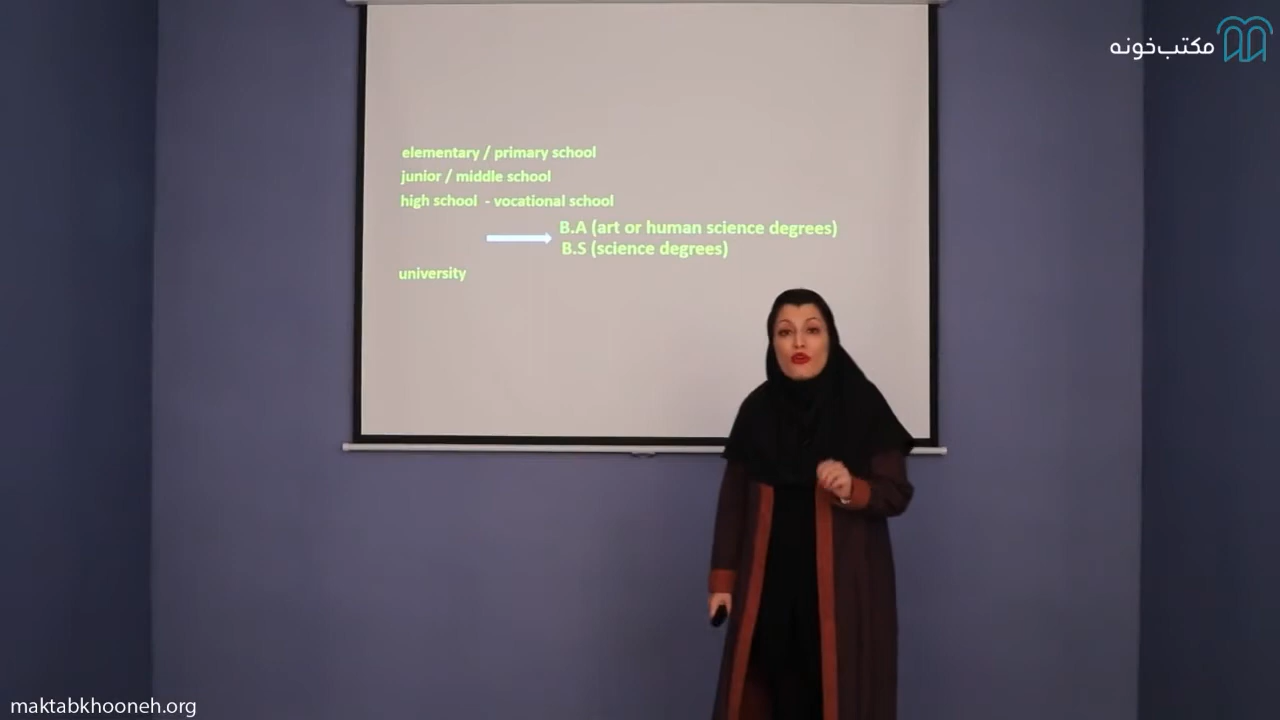 مکتب‌خونه
elementary / primary school
junior / middle school
high school - vocational school
B.A (art or human science degrees)
B.S (science degrees)
university
maktabkhooneh.org